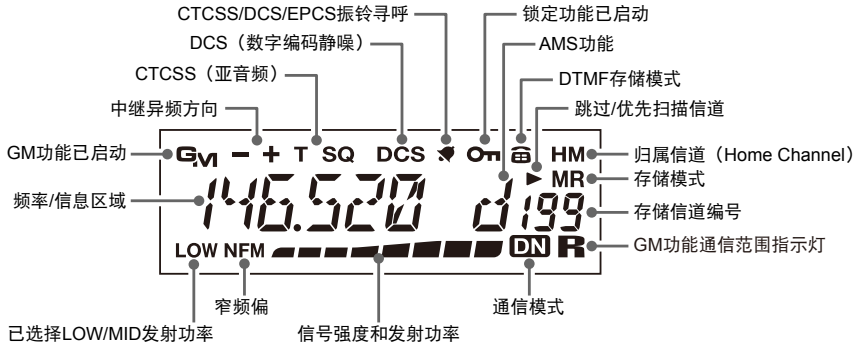 CTCSS/DCS/EPCS振铃寻呼
锁定功能已启动
DCS（数字编码静噪）
AMS功能
CTCSS（亚音频）
DTMF存储模式
中继异频方向
跳过/优先扫描信道
GM功能已启动
GM − + T SQ DCS HM
归属信道（Home Channel）
MR
存储模式
频率/信息区域
146.520 d199
存储信道编号
LOW NFM DN R
GM功能通信范围指示灯
窄频偏
通信模式
已选择LOW/MID发射功率
信号强度和发射功率